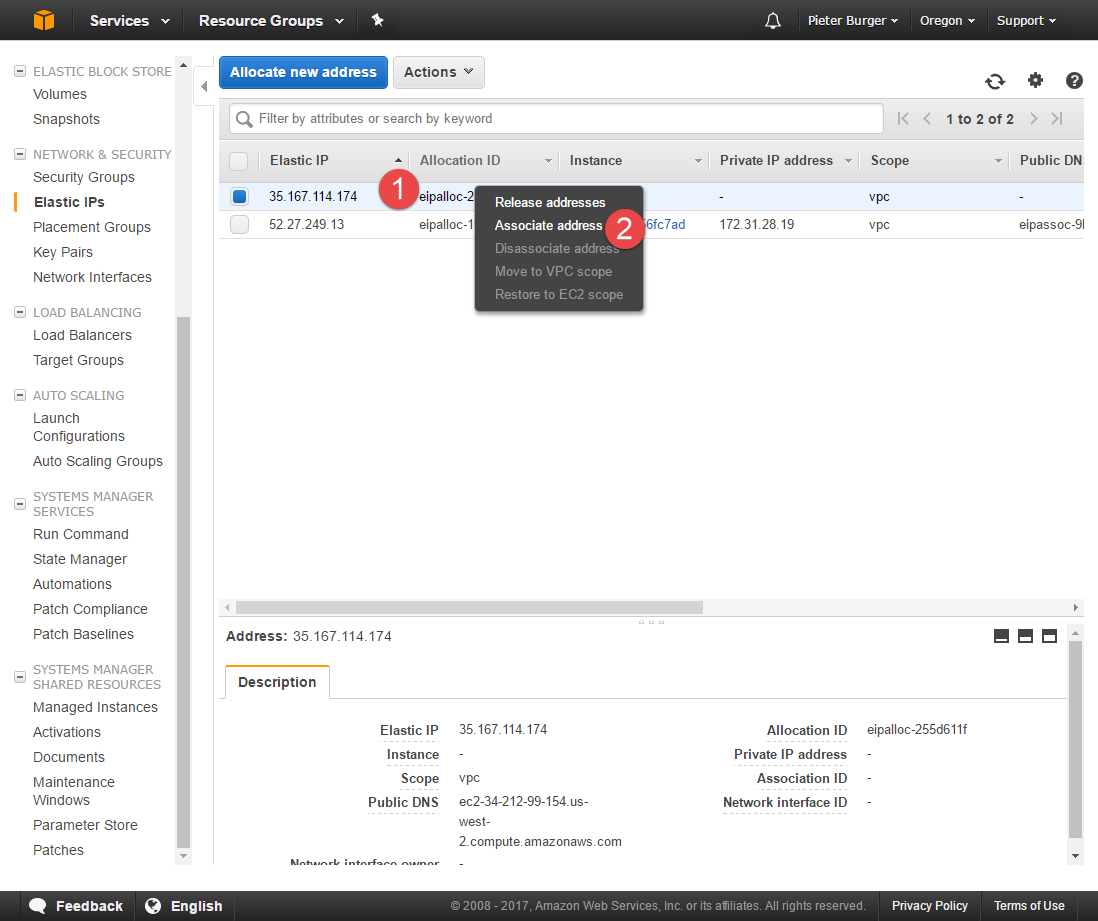 Services
Resource Groups
Pieter Burger
Oregon
Support
ELASTIC BLOCK STORE
Volumes
Snapshots
NETWORK & SECURITY
Security Groups
Elastic IPs
Placement Groups
Key Pairs
Network Interfaces
LOAD BALANCING
Load Balancers
Target Groups
AUTO SCALING
Launch
Configurations
Auto Scaling Groups
SYSTEMS MANAGER
SERVICES
Run Command
State Manager
Automations
Patch Compliance
Patch Baselines
SYSTEMS MANAGER
SHARED RESOURCES
Managed Instances
Activations
Documents
Maintenance
Windows
Parameter Store
Patches
Allocate new address
Actions
Filter by attributes or search by keyword
1 to 2 of 2
Elastic IP Allocation ID Instance Private IP address Scope Public DN
35.167.114.174 eipalloc-2 - vpc -
52.27.249.13 eipalloc-1 6fc7ad 172.31.28.19 vpc eipassoc-9
1
Release addresses
Associate address
2
Disassociate address
Move to VPC scope
Restore to EC2 scope
Address: 35.167.114.174
Description
Elastic IP 35.167.114.174
Instance -
Scope vpc
Public DNS ec2-34-212-99-154.us-
west-
2.compute.amazonaws.com
Network interface owner -
Allocation ID eipalloc-255d611f
Private IP address -
Association ID -
Network interface ID -
Feedback
English
© 2008 - 2017, Amazon Web Services, Inc. or its affiliates. All rights reserved.
Privacy Policy
Terms of Use